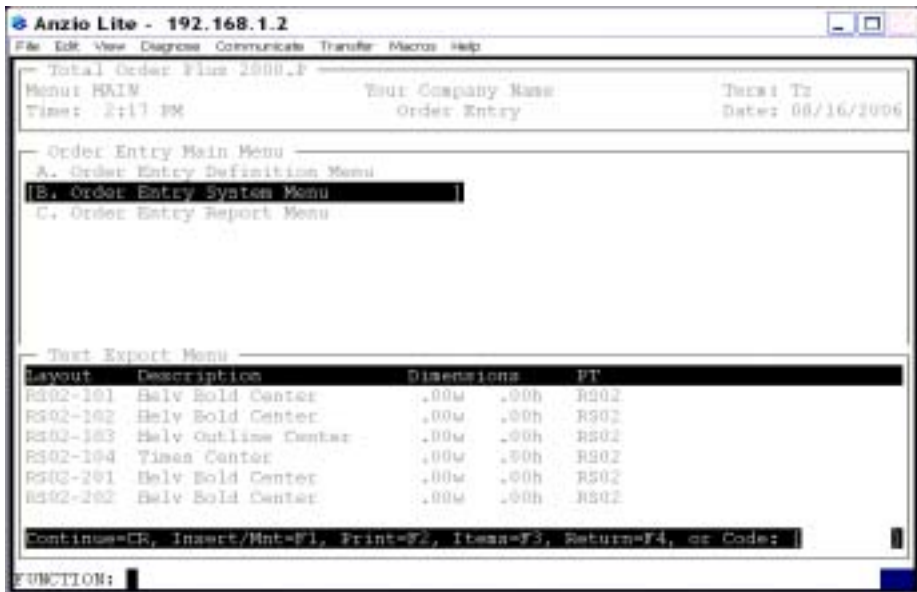 Anzio Lite - 192.168.1.2
File Edit View Diagnose Communicate Transfer Macros Help
Total Order Plus 2000.P
Menu: MAIN Your Company Name Term: Tz
Time: 2:17 PM Order Entry Date: 08/16/2006
Order Entry Main Menu
A. Order Entry Definition Menu
[B. Order Entry System Menu ]
C. Order Entry Report Menu
Text Export Menu
Layout Description Dimensions PT
RS02-101 Helv Bold Center .00w .00h RS02
RS02-102 Helv Bold Center .00w .00h RS02
RS02-103 Helv Outline Center .00w .00h RS02
RS02-104 Times Center .00w .00h RS02
RS02-201 Helv Bold Center .00w .00h RS02
RS02-202 Helv Bold Center .00w .00h RS02
Continue=CR, Insert/Mnt=F1, Print=F2, Items=F3, Return=F4, or Code: [ ]
FUNCTION: